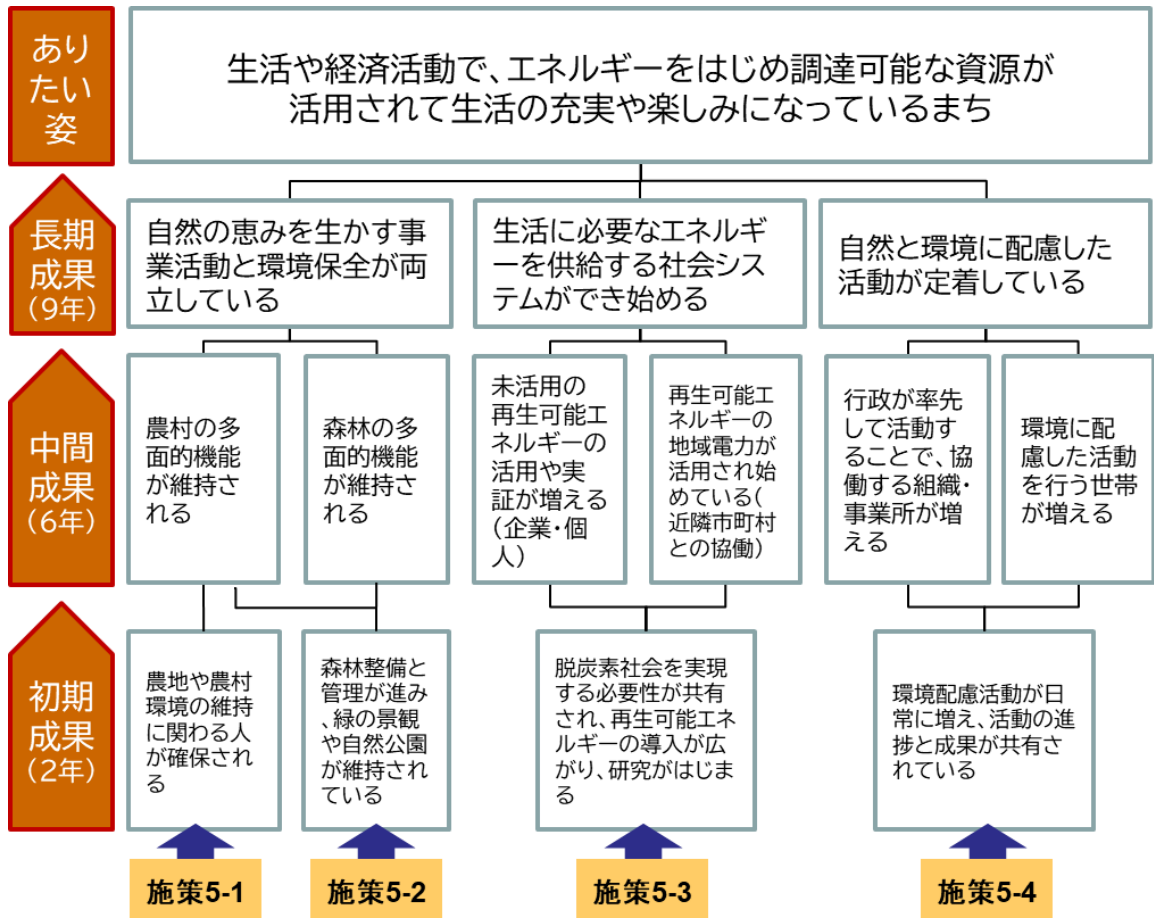 あり
たい
姿
生活や経済活動で、エネルギーをはじめ調達可能な資源が
活用されて生活の充実や楽しみになっているまち
長期
成果
(9年)
自然の恵みを生かす事
業活動と環境保全が両
立している
生活に必要なエネルギ
ーを供給する社会シス
テムができ始める
自然と環境に配慮した
活動が定着している
中間
成果
(6年)
農村の多
面的機能
が維持さ
れる
森林の多
面的機能
が維持さ
れる
未活用の
再生可能エ
ネルギーの
活用や実
証が増える
(企業・個
人)
再生可能エ
ネルギーの
地域電力が
活用され始
めている(
近隣市町村
との協働)
行政が率先
して活動す
ることで、協
働する組織・
事業所が増
える
環境に配
慮した活動
を行う世帯
が増える
初期
成果
(2年)
農地や農村
環境の維持
に関わる人
が確保され
る
森林整備と
管理が進み
、緑の景観
や自然公園
が維持され
ている
脱炭素社会を実現
する必要性が共有
され、再生可能エネ
ルギーの導入が広
がり、研究がはじま
る
環境配慮活動が日
常に増え、活動の進
捗と成果が共有さ
れている
施策5-1
施策5-2
施策5-3
施策5-4